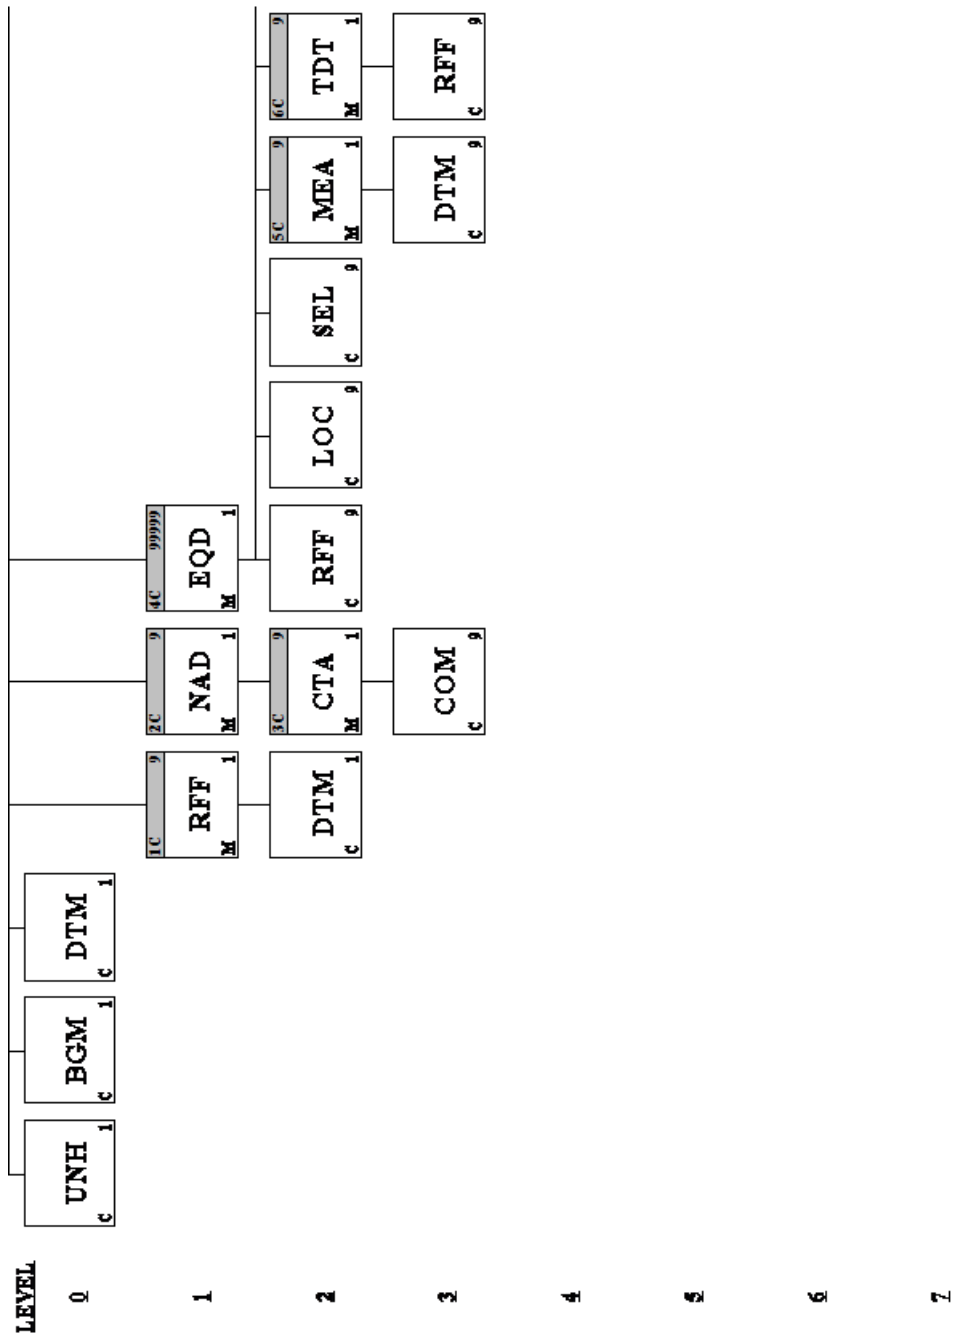 LEVEL
0 UNH BGM DTM
C 1 C 1 C 1
1C 9 2C 9 4C 99999
1 RFF NAD EQD
M 1 M 1 M 1
3C 9 5C 9 6C 9
2 DTM CTA RFF LOC SEL MEA TDT
C 1 M 1 C 9 C 9 C 9 M 1 M 1
3 COM DTM RFF
C 9 C 9 C 9
4
5
6
7